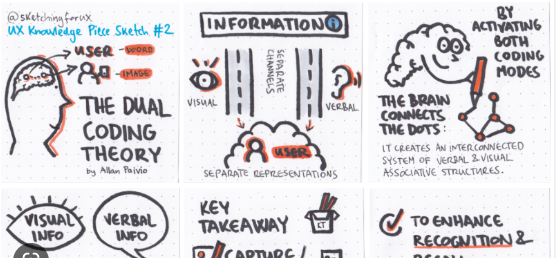 @sketchingforux
UX Knowledge Piece Sketch #2
USER → WORD
→ IMAGE
THE DUAL
CODING
THEORY
by Allan Paivio
INFORMATION i
SEPARATE
CHANNELS
VISUAL
VERBAL
USER
SEPARATE REPRESENTATIONS
BY
ACTIVATING
BOTH
CODING
MODES
THE BRAIN
CONNECTS
THE DOTS:
IT CREATES AN INTERCONNECTED
SYSTEM OF VERBAL & VISUAL
ASSOCIATIVE STRUCTURES.
VISUAL
INFO
VERBAL
INFO
KEY
TAKEAWAY
CAPTURE /
TO ENHANCE
RECOGNITION &